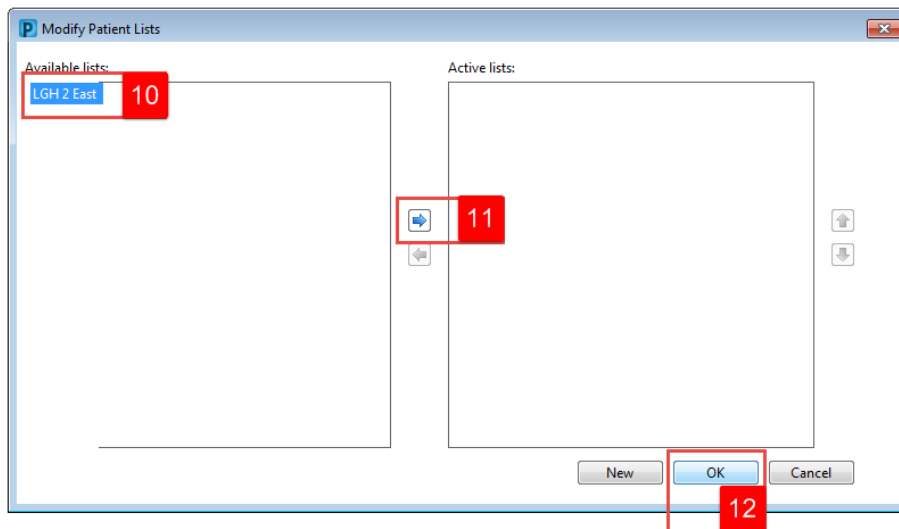 P Modify Patient Lists
Available lists:
Active lists:
LGH 2 East
10
11
New
OK
Cancel
12